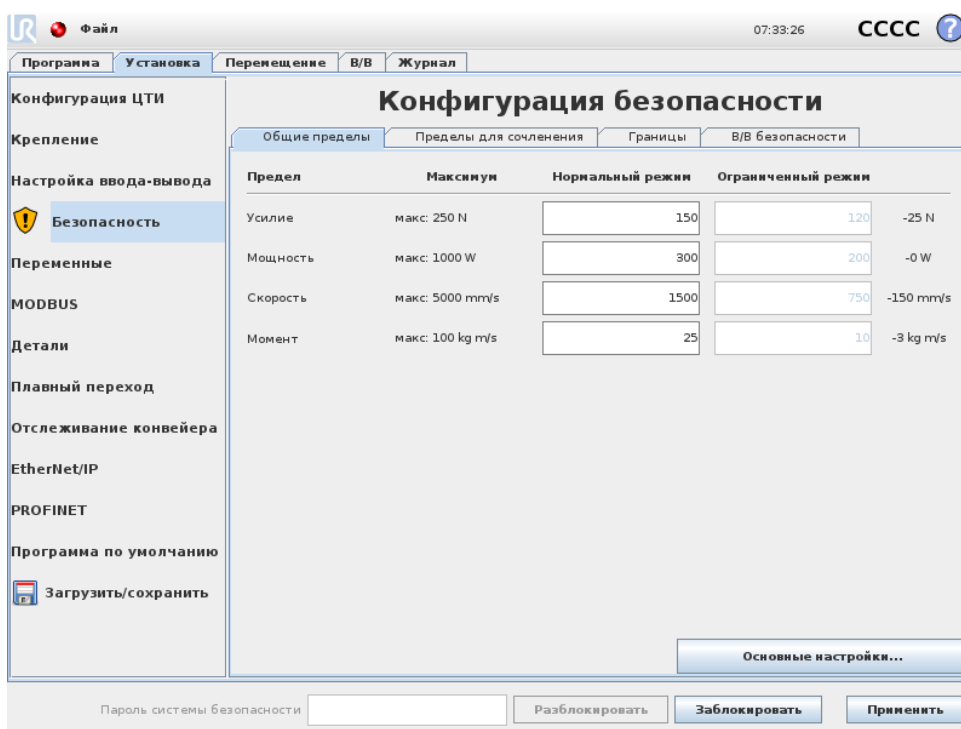 UR Файл 07:33:26 CCCC ?
Программа Установка Перемещение В/В Журнал
Конфигурация ЦТИ
Крепление
Настройка ввода-вывода
Безопасность
Переменные
MODBUS
Детали
Плавный переход
Отслеживание конвейера
EtherNet/IP
PROFINET
Программа по умолчанию
Загрузить/сохранить
Конфигурация безопасности
Общие пределы Пределы для сочленения Границы В/В безопасности
Предел Максимум Нормальный режим Ограниченный режим
Усилие макс: 250 N 150 120 -25 N
Мощность макс: 1000 W 300 200 -0 W
Скорость макс: 5000 mm/s 1500 750 -150 mm/s
Момент макс: 100 kg m/s 25 10 -3 kg m/s
Основные настройки...
Пароль системы безопасности Разблокировать Заблокировать Применить